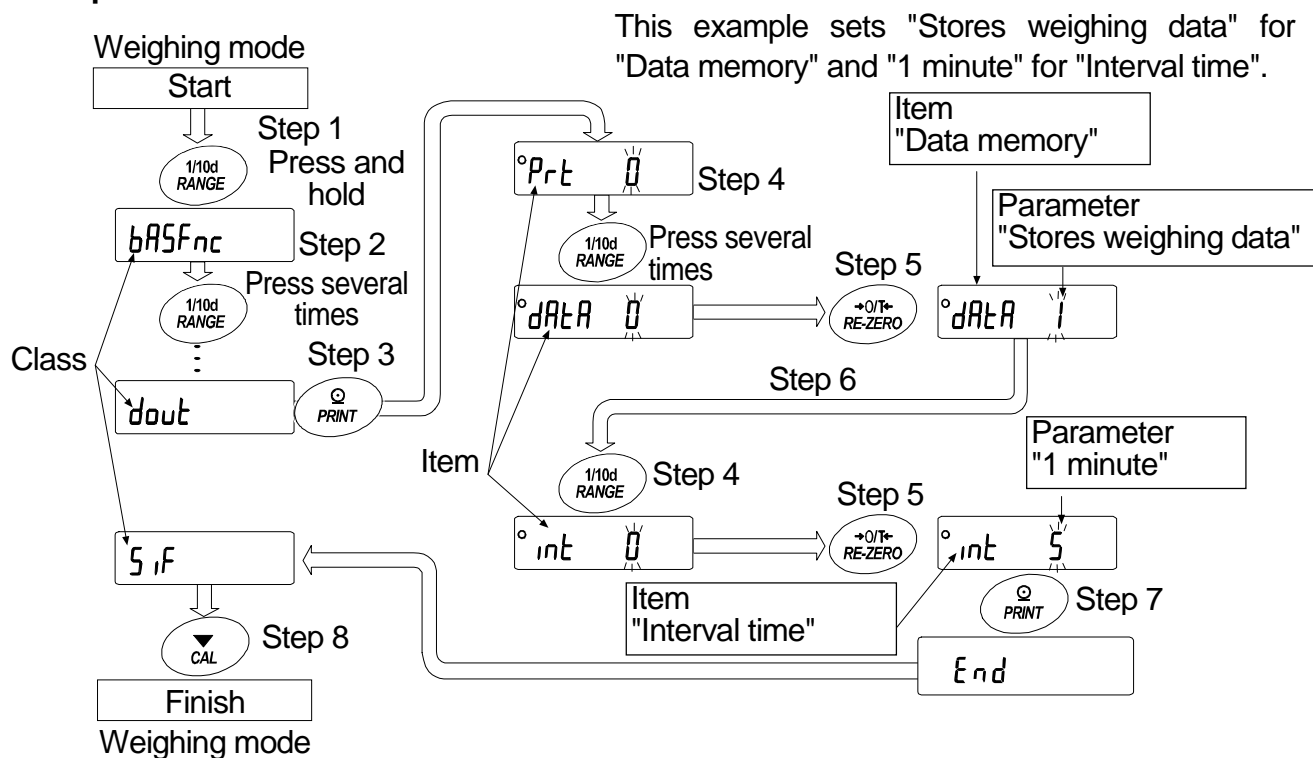 This example sets "Stores weighing data" for
"Data memory" and "1 minute" for "Interval time".
Weighing mode
Start
Step 1
Press and
hold
1/10d
RANGE
bASFnc
Step 2
Press several
times
1/10d
RANGE
Class
dout
Step 3
PRINT
Prt 0
Step 4
1/10d
RANGE
Press several
times
dAtA 0
Step 5
→0/T←
RE-ZERO
Item
"Data memory"
Parameter
"Stores weighing data"
dAtA 1
Step 6
Item
1/10d
RANGE
Step 4
int 0
Step 5
→0/T←
RE-ZERO
Parameter
"1 minute"
int 5
Item
"Interval time"
PRINT
Step 7
End
SiF
CAL
Step 8
Finish
Weighing mode